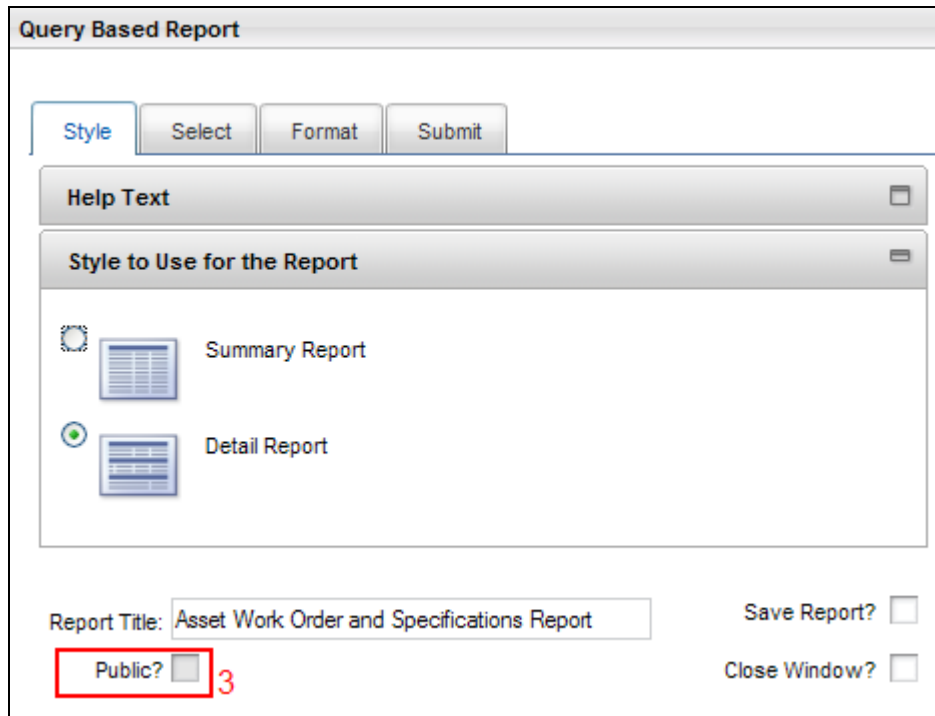 Query Based Report
Style Select Format Submit
Help Text
Style to Use for the Report
Summary Report
Detail Report
Report Title: Asset Work Order and Specifications Report Save Report?
Public? 3 Close Window?